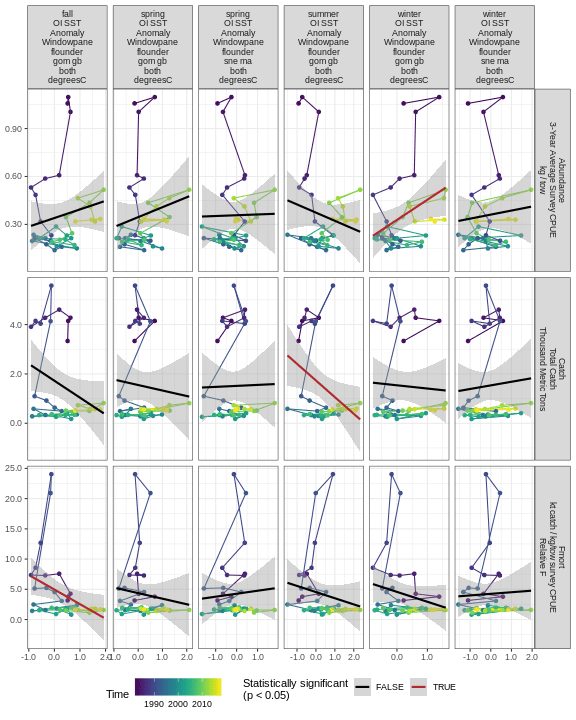 fall
OI SST
Anomaly
Windowpane
flounder
gom gb
both
degreesC
spring
OI SST
Anomaly
Windowpane
flounder
gom gb
both
degreesC
spring
OI SST
Anomaly
Windowpane
flounder
sne ma
both
degreesC
summer
OI SST
Anomaly
Windowpane
flounder
gom gb
both
degreesC
winter
OI SST
Anomaly
Windowpane
flounder
gom gb
both
degreesC
winter
OI SST
Anomaly
Windowpane
flounder
sne ma
both
degreesC
0.90
0.60
0.30
Abundance
3-Year Average Survey CPUE
kg / tow
4.0
2.0
0.0
Catch
Total Catch
Thousand Metric Tons
25.0
20.0
15.0
10.0
5.0
0.0
Fmort
kt catch / kg/tow survey CPUE
Relative F
-1.0 0.0 1.0 2.0
-1.0 0.0 1.0 2.0
-1.0 0.0 1.0
-1.0 0.0 1.0 2.0
0.0 1.0
-1.0 0.0 1.0 2.0
Time
1990 2000 2010
Statistically significant
(p < 0.05)
FALSE
TRUE